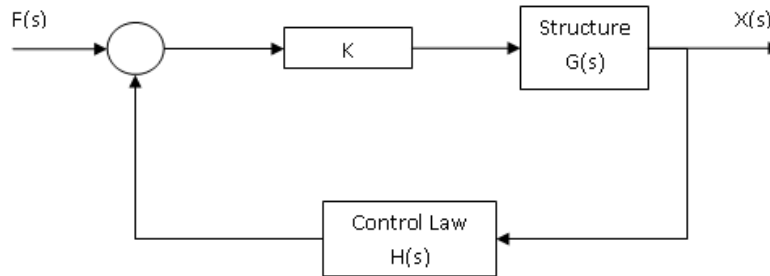 F(s)
K
Structure
G(s)
X(s)
Control Law
H(s)